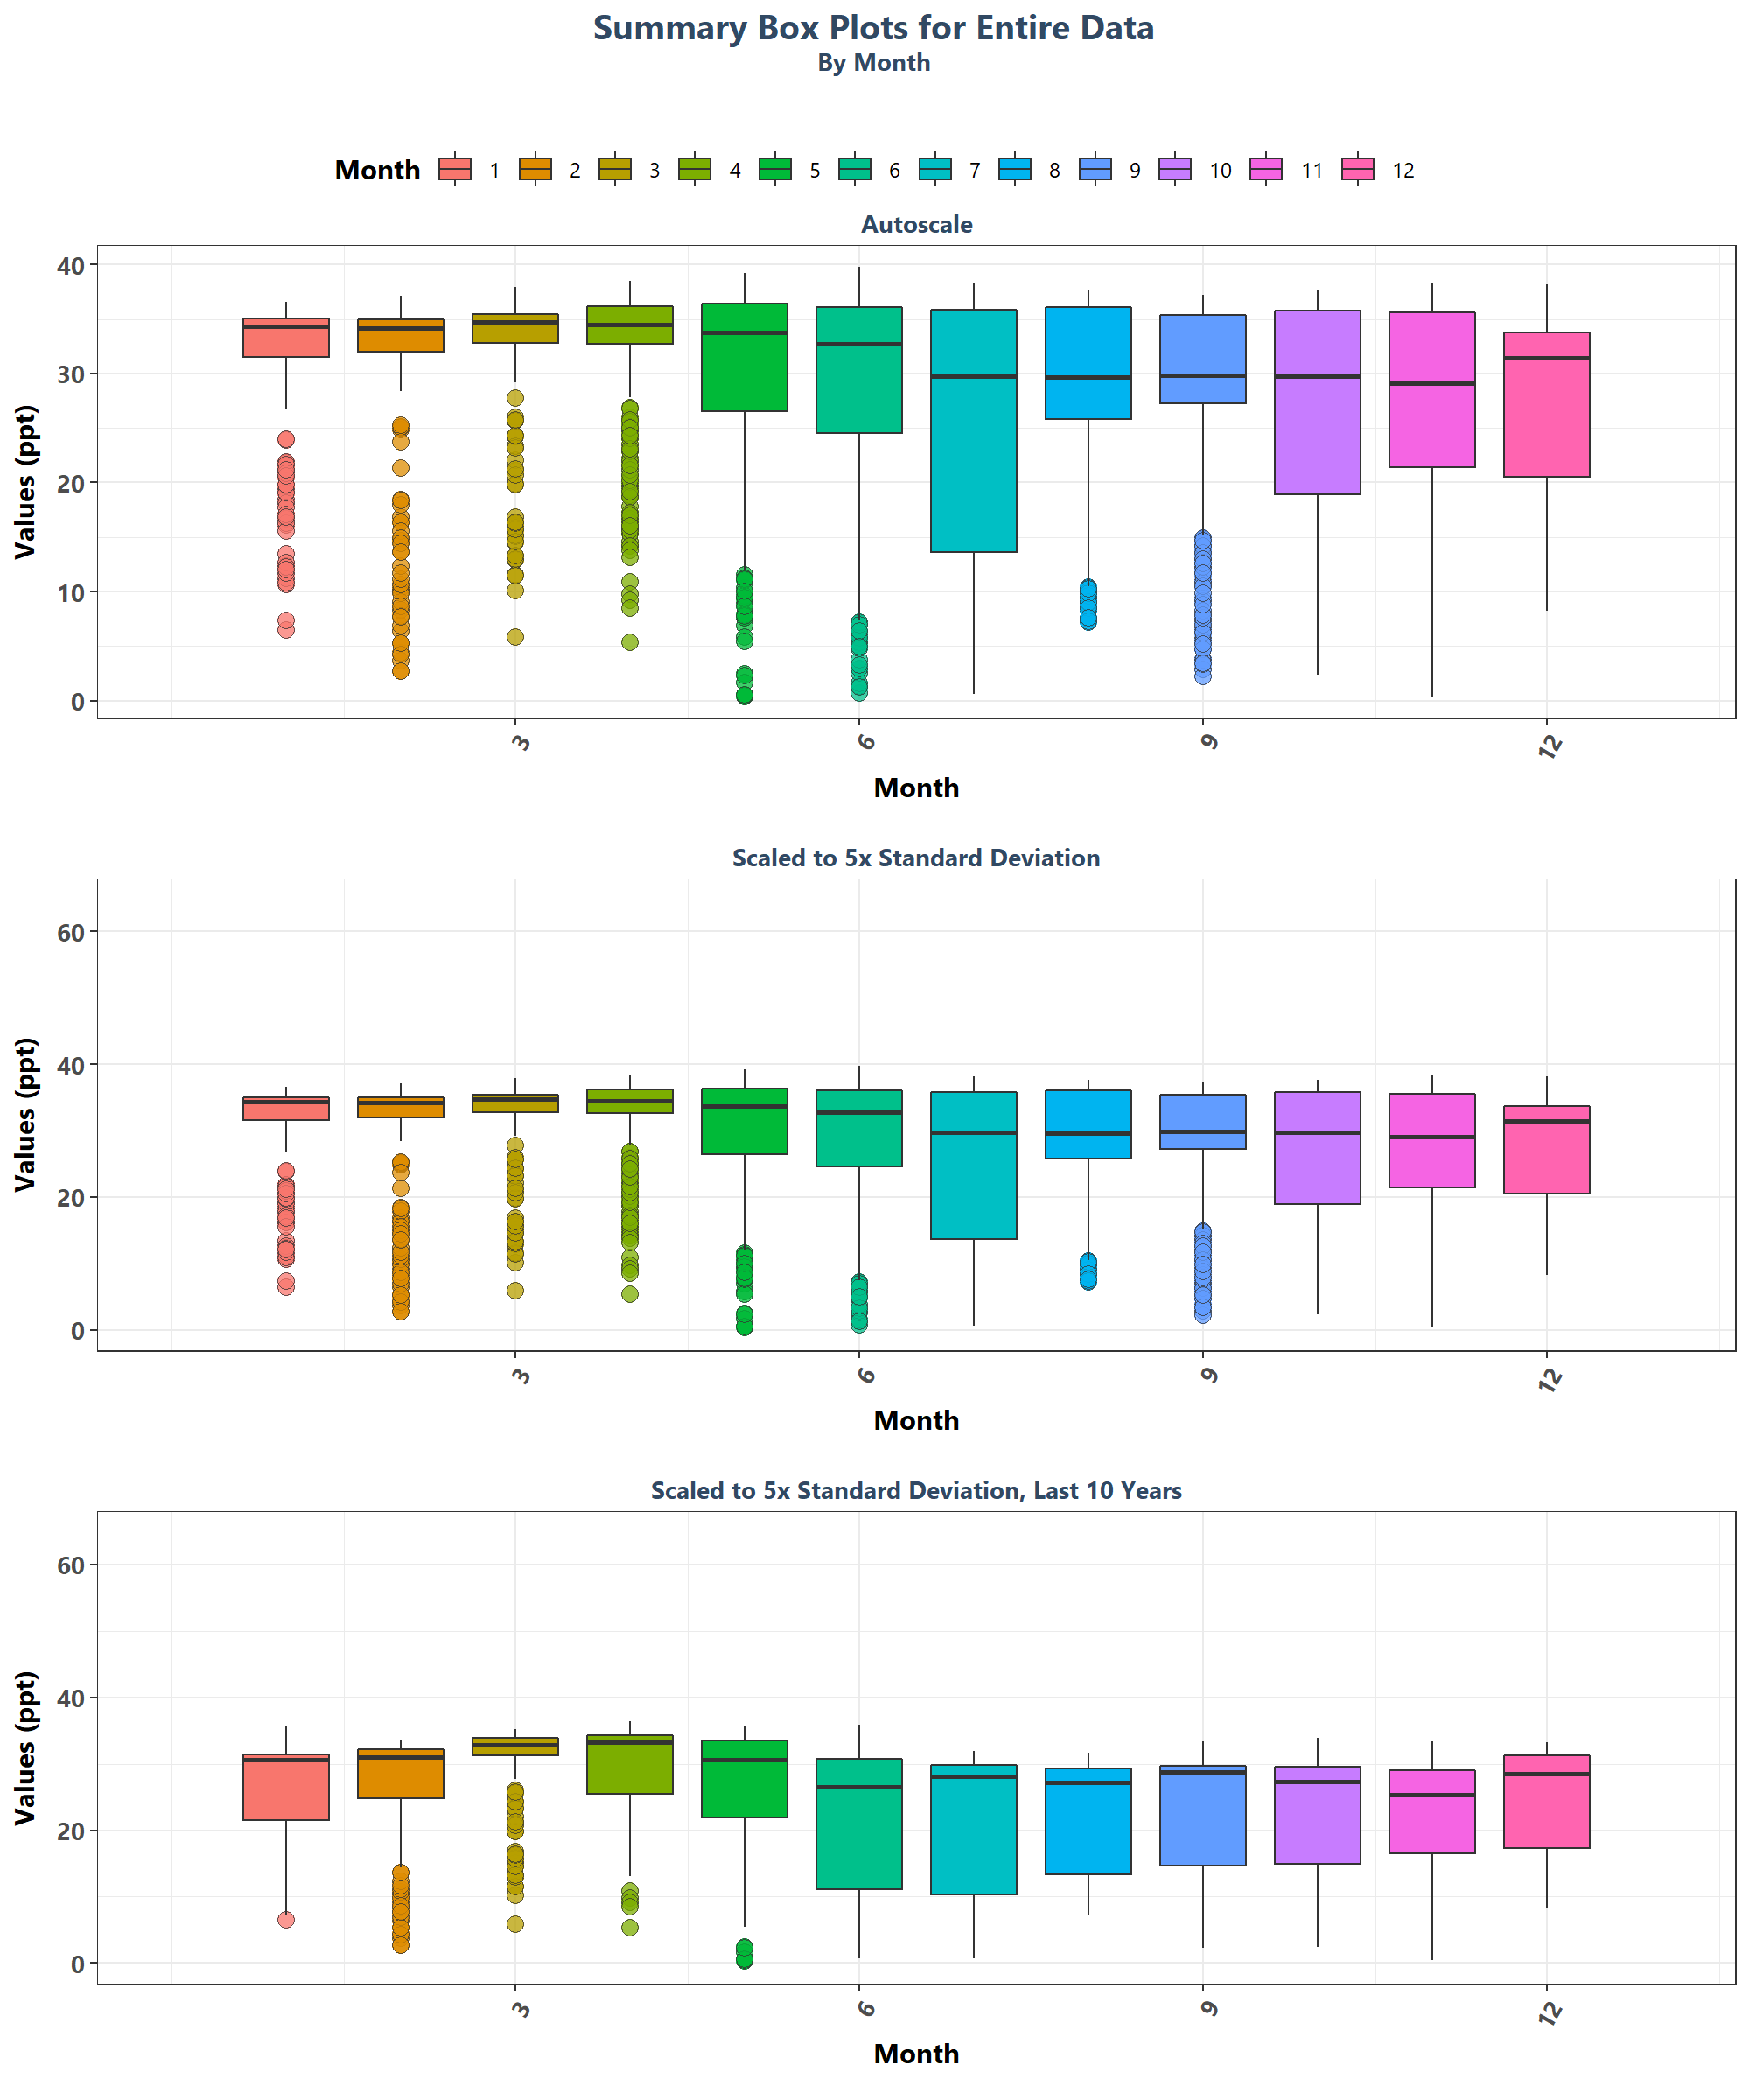 Summary Box Plots for Entire Data
By Month
Month 1 2 3 4 5 6 7 8 9 10 11 12
Autoscale
Values (ppt)
40
30
20
10
0
3 6 9 12
Month
Scaled to 5x Standard Deviation
Values (ppt)
60
40
20
0
3 6 9 12
Month
Scaled to 5x Standard Deviation, Last 10 Years
Values (ppt)
60
40
20
0
3 6 9 12
Month